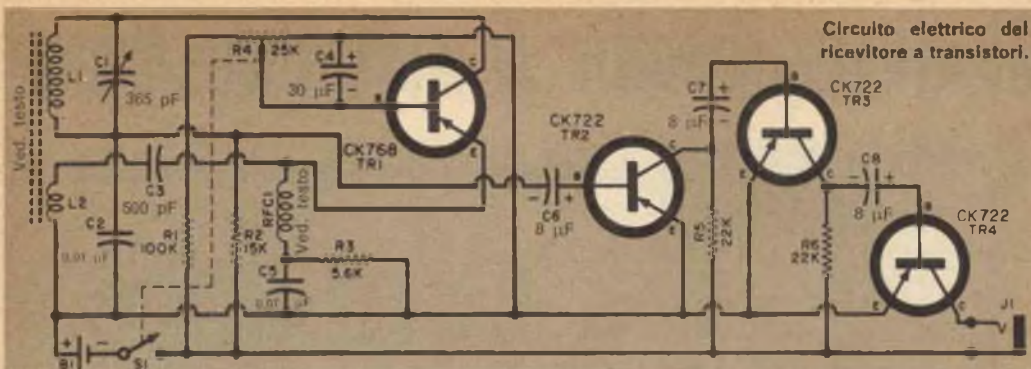 Circuito elettrico del
ricevitore a transistori.
L1
C1
365 pF
Ved. testo
L2
C2
0.01 µF
C3
500 pF
R1
100K
R2
15K
R4 25K
C4
30 µF
B
C
E
CK768
TR1
RFC1
Ved. testo
C5
0.01 µF
R3
5.6K
C6
8 µF
CK722
TR2
B
C
E
C7
8 µF
R5
22K
CK722
TR3
B
E
C
R6
22K
C8
8 µF
CK722
TR4
B
E
C
J1
B1
S1